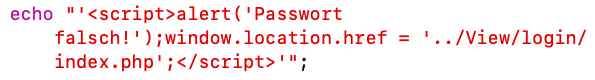 echo "'<script>alert('Passwort
falsch!');window.location.href = '../View/login/
index.php';</script>'";